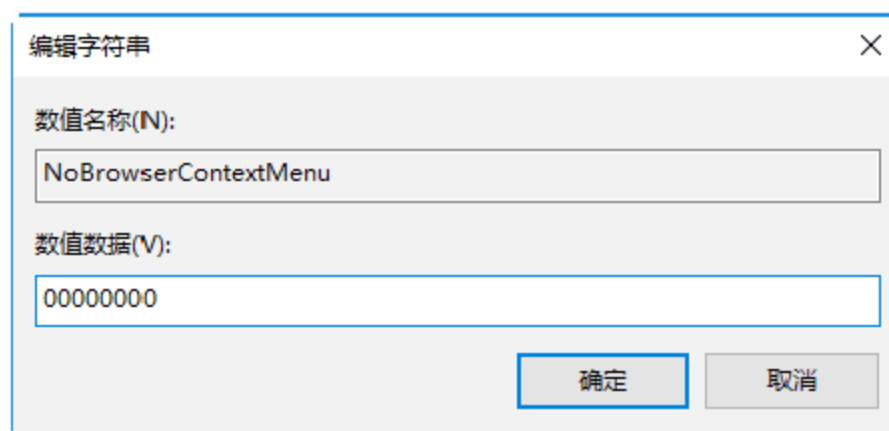 编辑字符串
数值名称(N):
NoBrowserContextMenu
数值数据(V):
00000000
确定
取消